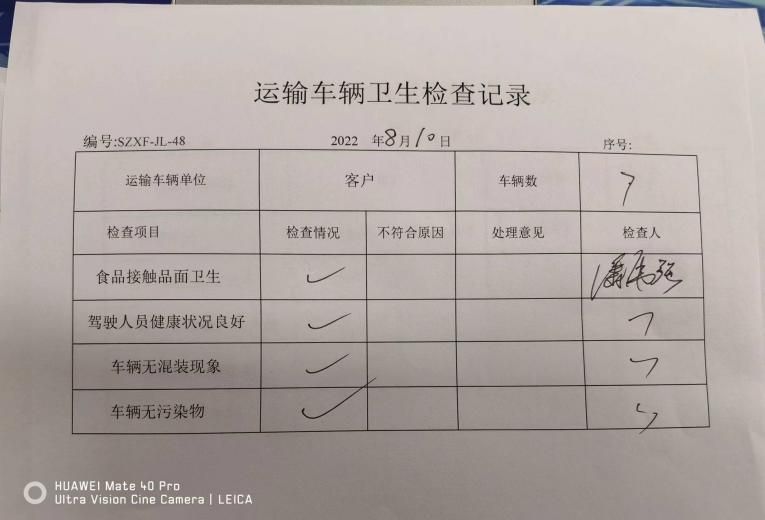 运输车辆卫生检查记录
编号:SZXF-JL-48 2022 年8月10日 序号:
运输车辆单位 客户 车辆数 7
检查项目 检查情况 不符合原因 处理意见 检查人
食品接触品面卫生 ✓
驾驶人员健康状况良好 ✓
车辆无混装现象 ✓
车辆无污染物 ✓
HUAWEI Mate 40 Pro
Ultra Vision Cine Camera | LEICA